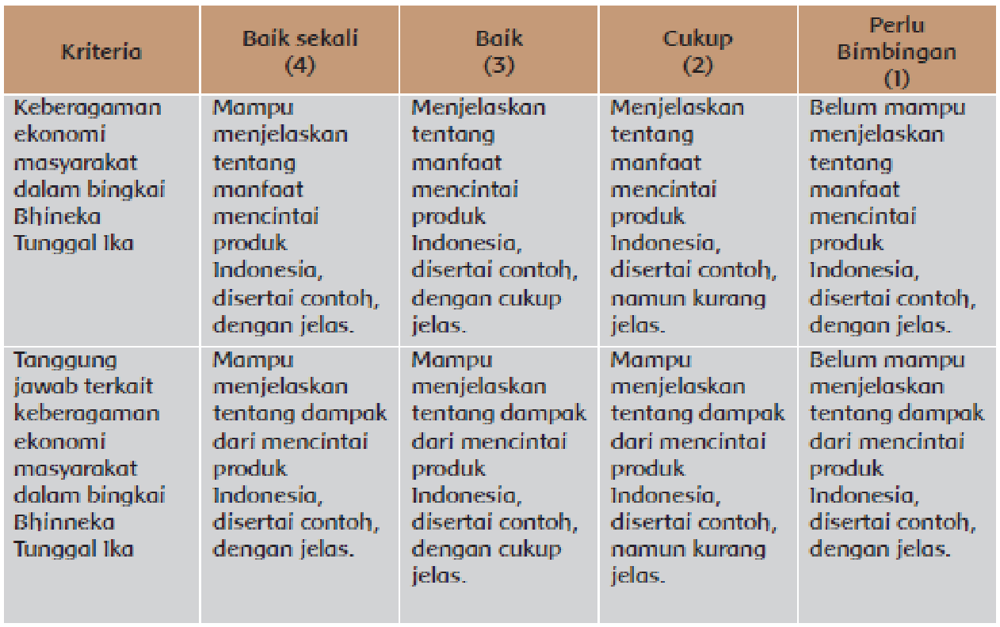 Kriteria
Baik sekali
(4)
Baik
(3)
Cukup
(2)
Perlu
Bimbingan
(1)
Keberagaman
ekonomi
masyarakat
dalam bingkai
Bhineka
Tunggal Ika
Mampu
menjelaskan
tentang
manfaat
mencintai
produk
Indonesia,
disertai contoh,
dengan jelas.
Menjelaskan
tentang
manfaat
mencintai
produk
Indonesia,
disertai contoh,
dengan cukup
jelas.
Menjelaskan
tentang
manfaat
mencintai
produk
Indonesia,
disertai contoh,
namun kurang
jelas.
Belum mampu
menjelaskan
tentang
manfaat
mencintai
produk
Indonesia,
disertai contoh,
dengan jelas.
Tanggung
jawab terkait
keberagaman
ekonomi
masyarakat
dalam bingkai
Bhinneka
Tunggal Ika
Mampu
menjelaskan
tentang dampak
dari mencintai
produk
Indonesia,
disertai contoh,
dengan jelas.
Mampu
menjelaskan
tentang dampak
dari mencintai
produk
Indonesia,
disertai contoh,
dengan cukup
jelas.
Mampu
menjelaskan
tentang dampak
dari mencintai
produk
Indonesia,
disertai contoh,
namun kurang
jelas.
Belum mampu
menjelaskan
tentang dampak
dari mencintai
produk
Indonesia,
disertai contoh,
dengan jelas.